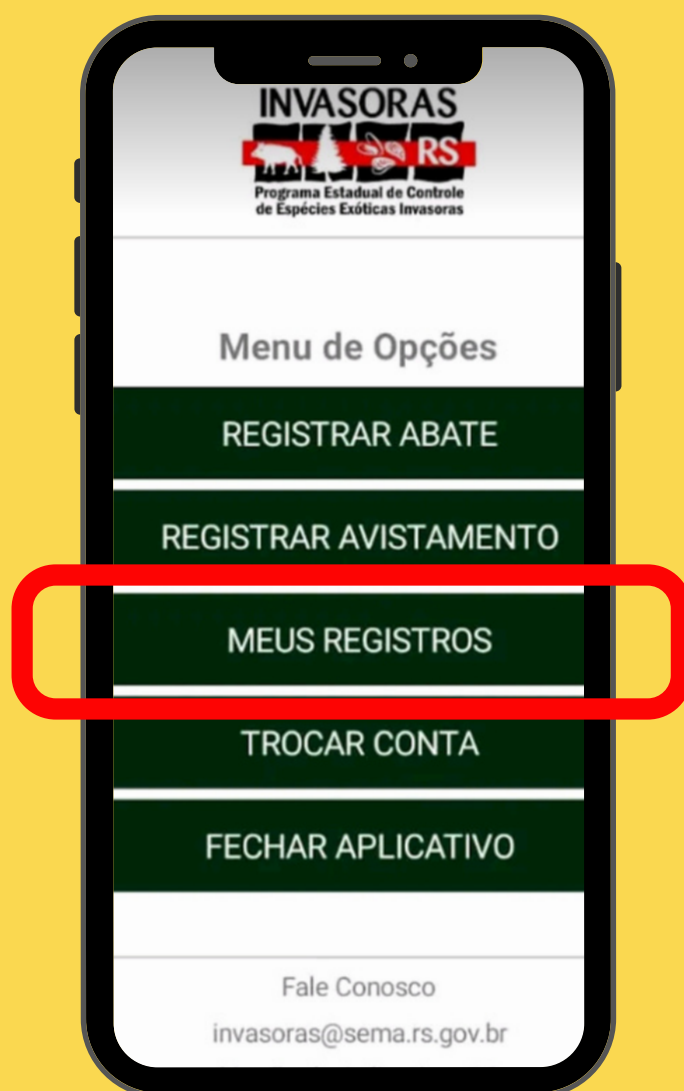 INVASORAS
RS
Programa Estadual de Controle
de Espécies Exóticas Invasoras
Menu de Opções
REGISTRAR ABATE
REGISTRAR AVISTAMENTO
MEUS REGISTROS
TROCAR CONTA
FECHAR APLICATIVO
Fale Conosco
invasoras@sema.rs.gov.br